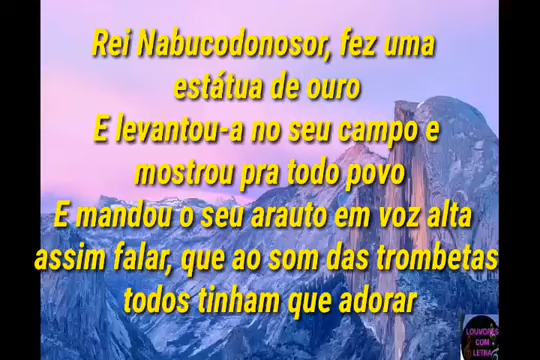 Rei Nabucodonosor, fez uma
estátua de ouro
E levantou-a no seu campo e
mostrou pra todo povo
E mandou o seu arauto em voz alta
assim falar, que ao som das trombetas
todos tinham que adorar
LOUVORES
COM
LETRA